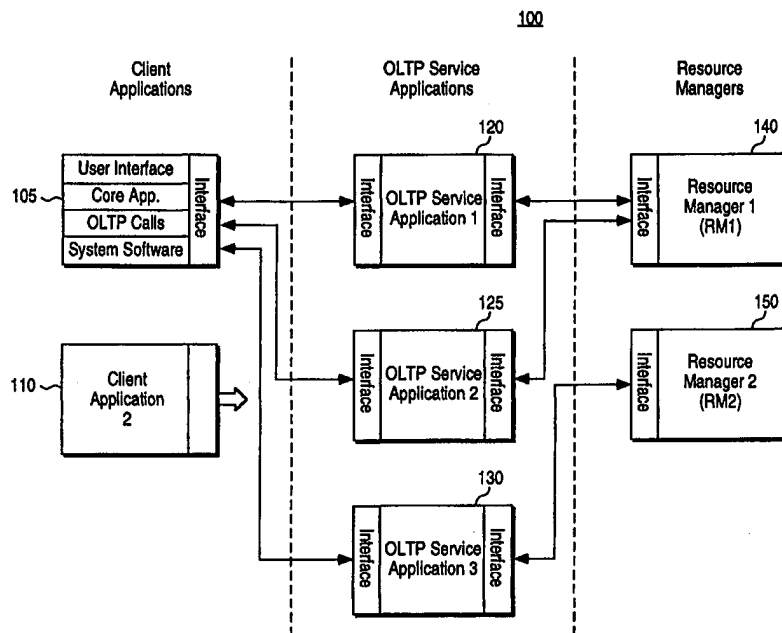 100
Client
Applications
OLTP Service
Applications
Resource
Managers
105
User Interface
Core App.
OLTP Calls
System Software
Interface
120
Interface
OLTP Service
Application 1
Interface
140
Interface
Resource
Manager 1
(RM1)
110
Client
Application
2
125
Interface
OLTP Service
Application 2
Interface
150
Interface
Resource
Manager 2
(RM2)
130
Interface
OLTP Service
Application 3
Interface